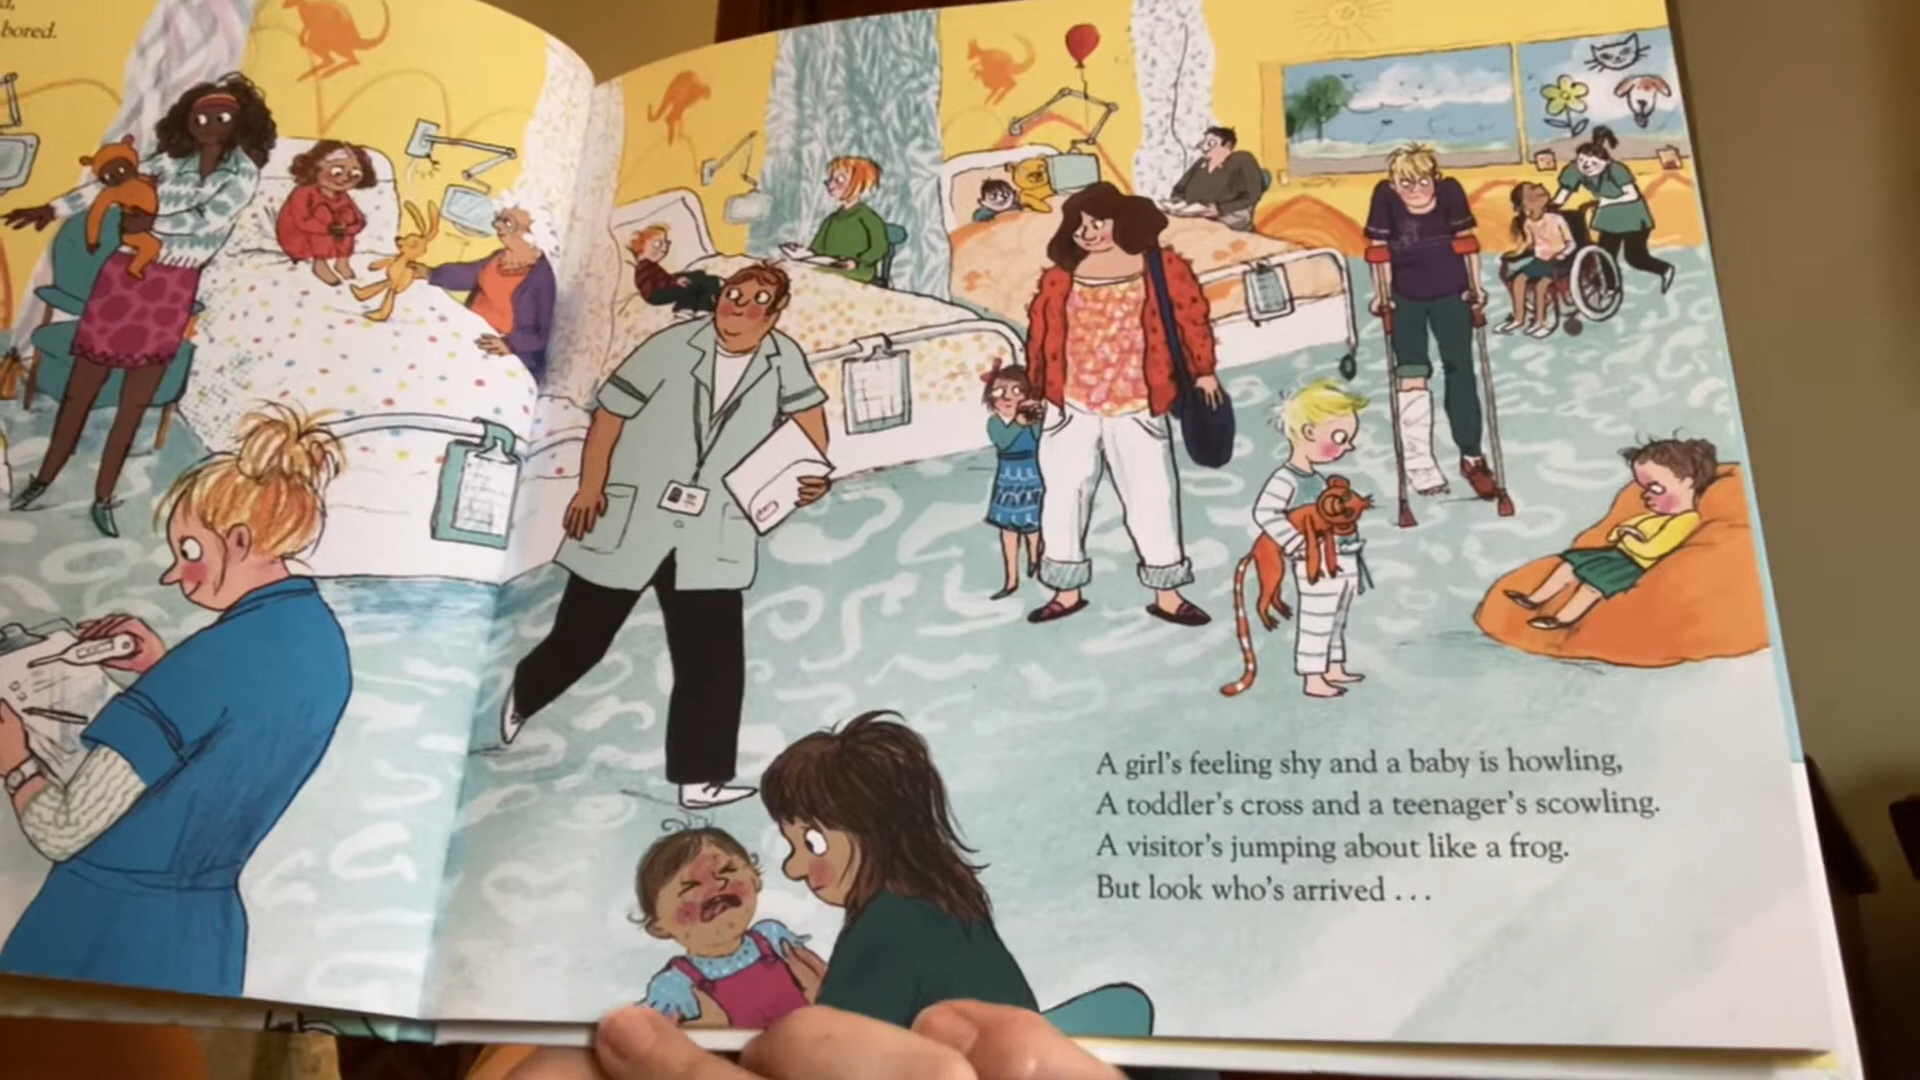 bored.
A girl's feeling shy and a baby is howling,
A toddler's cross and a teenager's scowling.
A visitor's jumping about like a frog.
But look who's arrived . . .